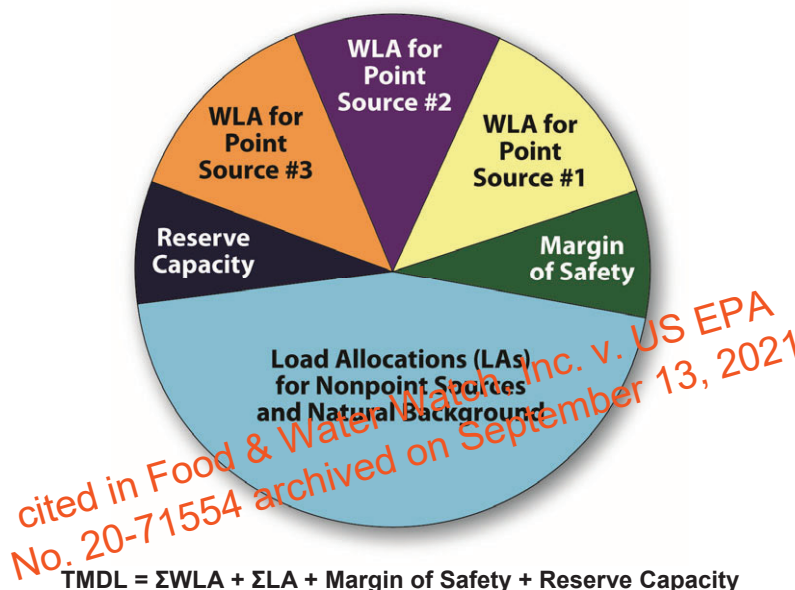 WLA for
Point
Source #2
WLA for
Point
Source #3
WLA for
Point
Source #1
Reserve
Capacity
Margin
of Safety
Load Allocations (LAs)
for Nonpoint Sources
and Natural Background
cited in Food & Water Watch, Inc. v. US EPA
No. 20-71554 archived on September 13, 2021
TMDL = ΣWLA + ΣLA + Margin of Safety + Reserve Capacity